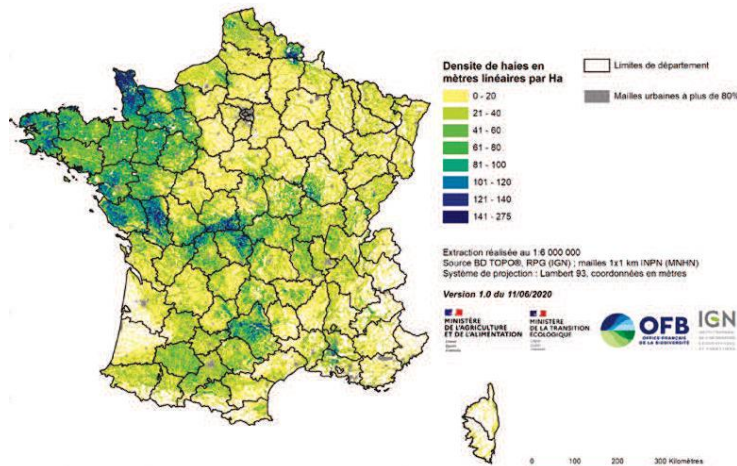 Densite de haies en
mètres linéaires par Ha
0 - 20
21 - 40
41 - 60
61 - 80
81 - 100
101 - 120
121 - 140
141 - 275
Limites de département
Mailles urbaines à plus de 80%
Extraction réalisée au 1:6 000 000
Source BD TOPO®, RPG (IGN) ; mailles 1x1 km INPN (MNHN)
Système de projection : Lambert 93, coordonnées en mètres
Version 1.0 du 11/06/2020
MINISTÈRE
DE L'AGRICULTURE
ET DE L'ALIMENTATION
MINISTÈRE
DE LA TRANSITION
ÉCOLOGIQUE
OFB
OFFICE FRANÇAIS
DE LA BIODIVERSITÉ
IGN
0 100 200 300 Kilomètres